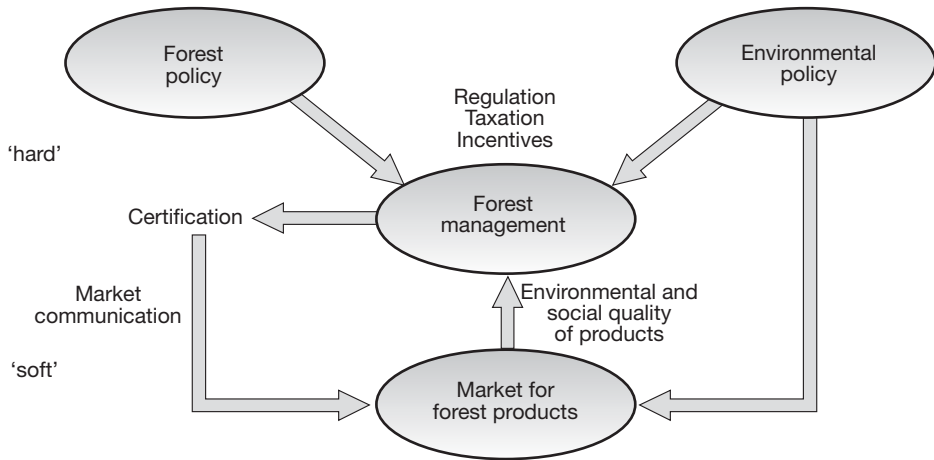 Forest
policy
Environmental
policy
Regulation
Taxation
Incentives
‘hard’
Certification
Forest
management
Market
communication
Environmental and
social quality
of products
‘soft’
Market for
forest products